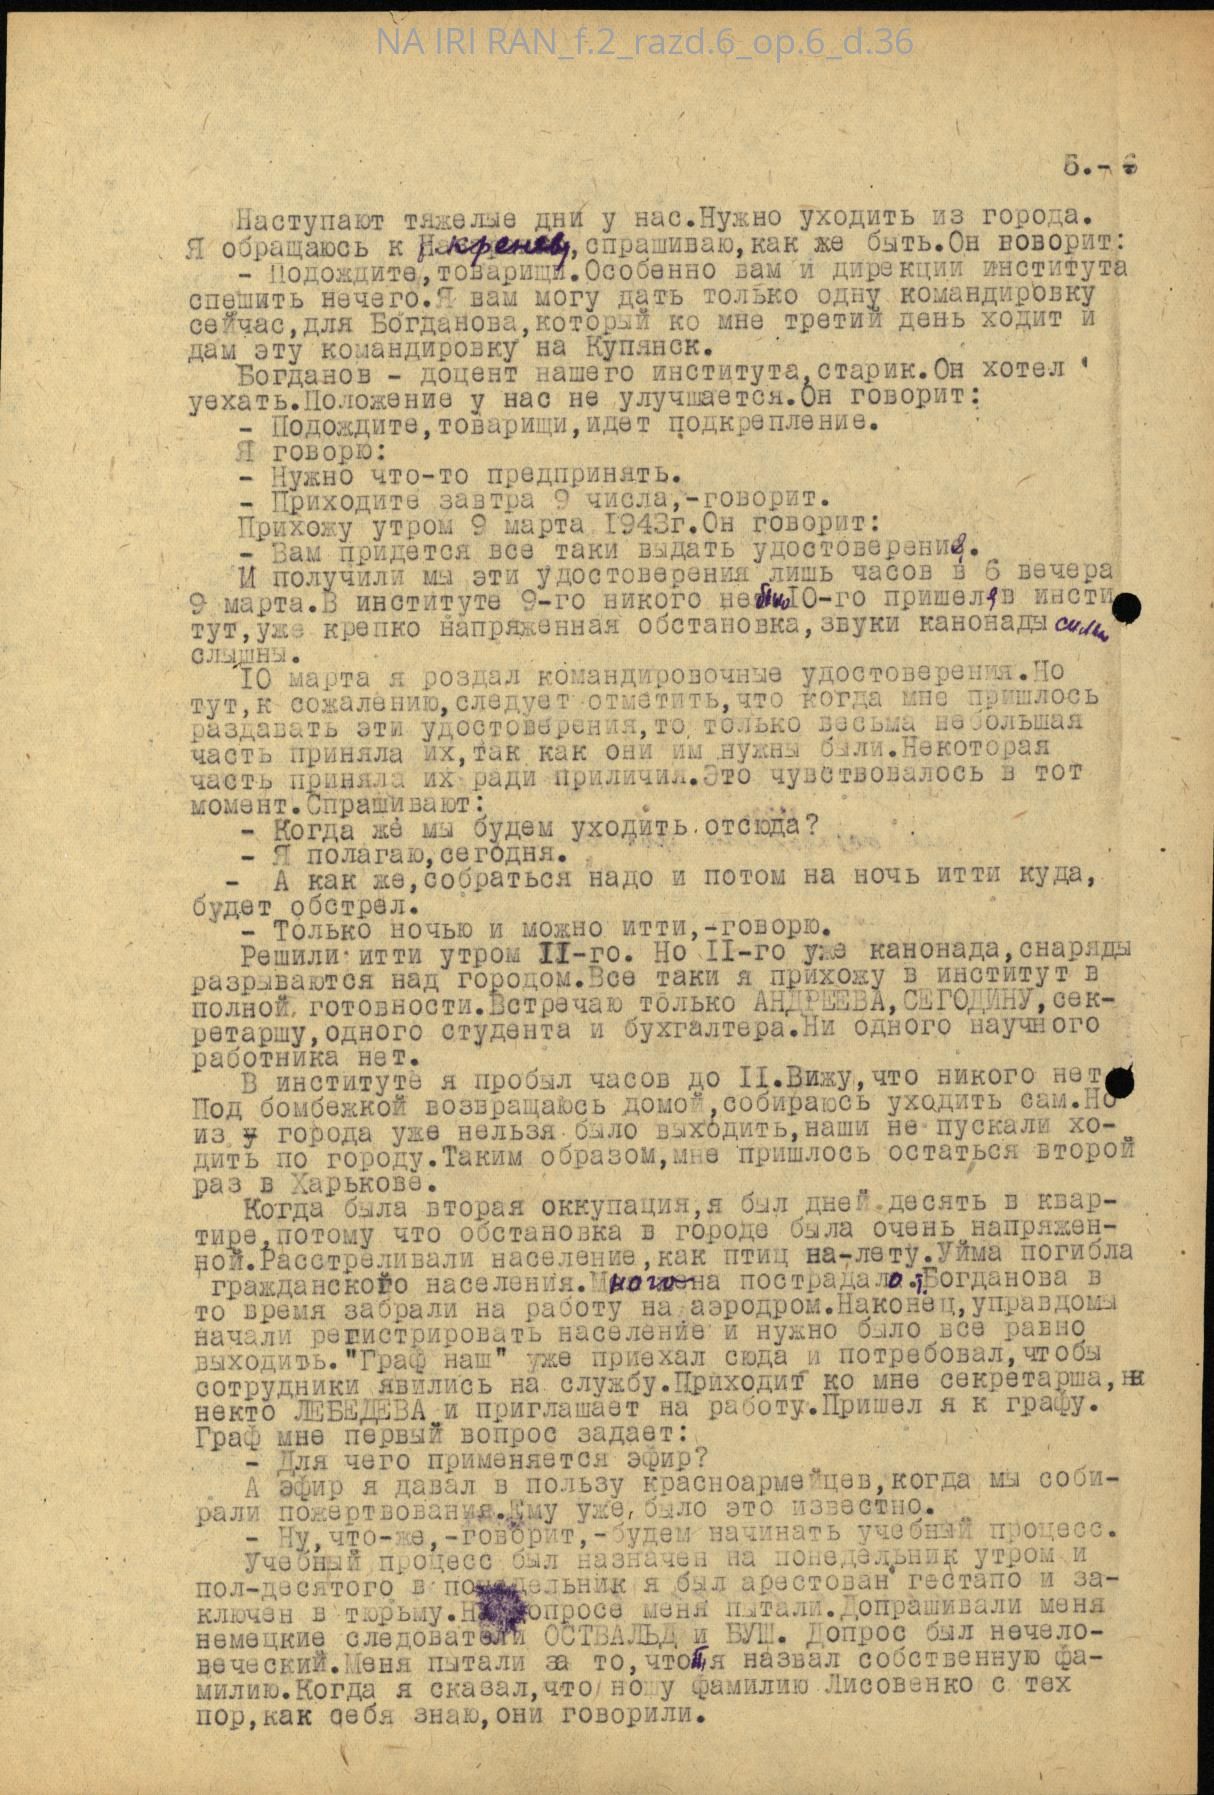 NA IRI RAN_f.2_razd.6_op.6_d.36
5.- 6
Наступают тяжелые дни у нас.Нужно уходить из города.
Я обращаюсь к ,спрашиваю,как же быть.Он воворит:
- Подождите,товарищи.Особенно вам и дирекции института
спешить нечего.Я вам могу дать только одну командировку
сейчас,для Богданова,который ко мне третий день ходит и
дам эту командировку на Купянск.
Богданов - доцент нашего института,старик.Он хотел
уехать.Положение у нас не улучшается.Он говорит:
- Подождите,товарищи,идет подкрепление.
Я говорю:
- Нужно что-то предпринять.
- Приходите завтра 9 числа,-говорит.
Прихожу утром 9 марта 1943г.Он говорит:
- Вам придется все таки выдать удостоверения.
И получили мы эти удостоверения лишь часов в 6 вечера
9 марта.В институте 9-го никого не было 10-го пришел я в инсти
тут,уже крепко напряженная обстановка,звуки канонады
слышны.
10 марта я роздал командировочные удостоверения.Но
тут,к сожалению,следует отметить,что когда мне пришлось
раздавать эти удостоверения,то только весьма небольшая
часть приняла их,так как они им нужны были.Некоторая
часть приняла их ради приличия.Это чувствовалось в тот
момент.Спрашивают:
- Когда же мы будем уходить отсюда?
- Я полагаю,сегодня.
- А как же,собраться надо и потом на ночь итти куда,
будет обстрел.
- Только ночью и можно итти,-говорю.
Решили итти утром II-го. Но II-го уже канонада,снаряды
разрываются над городом.Все таки я прихожу в институт в
полной готовности.Встречаю только АНДРЕЕВА,СЕГОДИНУ,сек-
ретаршу,одного студента и бухгалтера.Ни одного научного
работника нет.
В институте я пробыл часов до II.Вижу,что никого нет.
Под бомбежкой возвращаюсь домой,собираюсь уходить сам.Но
из у города уже нельзя было выходить,наши не пускали хо-
дить по городу.Таким образом,мне пришлось остаться второй
раз в Харькове.
Когда была вторая оккупация,я был дней десять в квар-
тире,потому что обстановка в городе была очень напряжен-
ной.Расстреливали население,как птиц на-лету.Уйма погибла
гражданского населения.Много пострадало.Богданова в
то время забрали на работу на аэродром.Наконец,управдомы
начали регистрировать население и нужно было все равно
выходить."Граф наш" уже приехал сюда и потребовал,чтобы
сотрудники явились на службу.Приходит ко мне секретарша,
некто ЛЕБЕДЕВА и приглашает на работу.Пришел я к графу.
Граф мне первый вопрос задает:
- Для чего применяется эфир?
А эфир я давал в пользу красноармейцев,когда мы соби-
рали пожертвования.Ему уже было это известно.
- Ну,что-же,-говорит,-будем начинать учебный процесс.
Учебный процесс был назначен на понедельник утром и
пол-десятого в понедельник я был арестован гестапо и за-
ключен в тюрьму.На допросе меня пытали.Допрашивали меня
немецкие следователи ОСТВАЛЬД и БУШ. Допрос был нечело-
веческий.Меня пытали за то,чтоб я назвал собственную фа-
милию.Когда я сказал,что ношу фамилию Лисовенко с тех
пор,как себя знаю,они говорили.